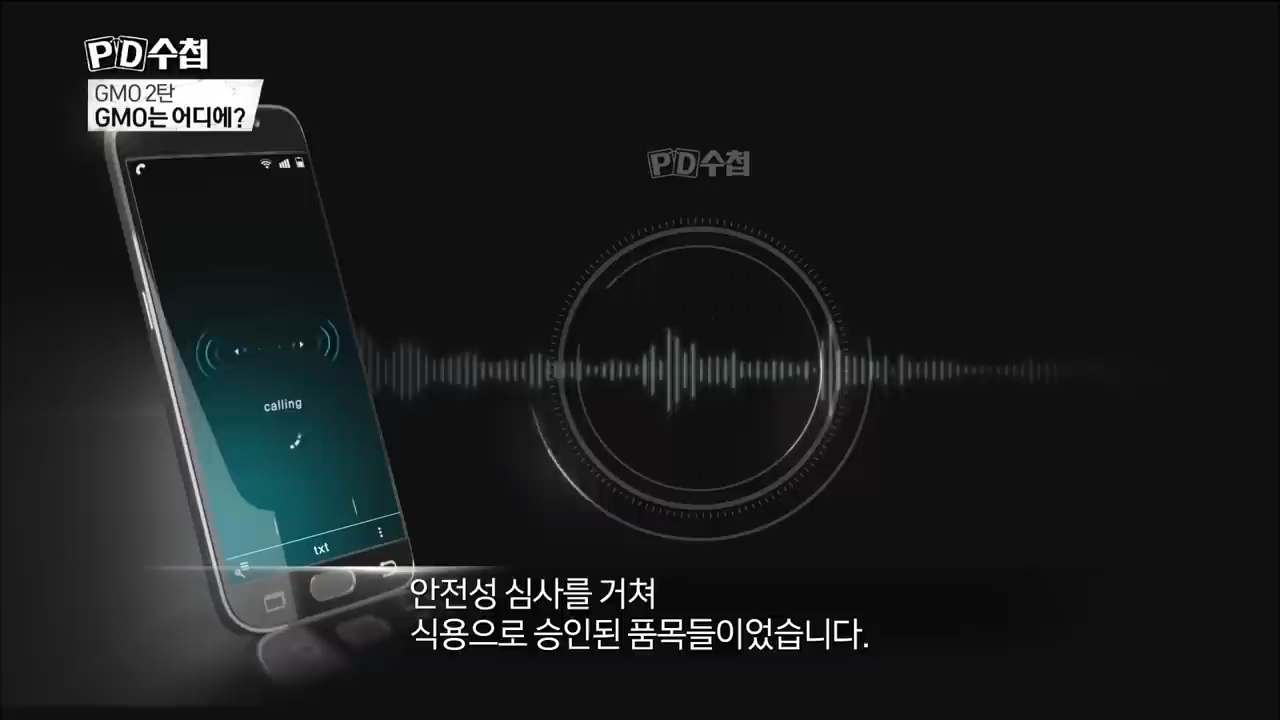 PD수첩
GMO 2탄
GMO는 어디에?
PD수첩
calling
txt
안전성 심사를 거쳐
식용으로 승인된 품목들이었습니다.